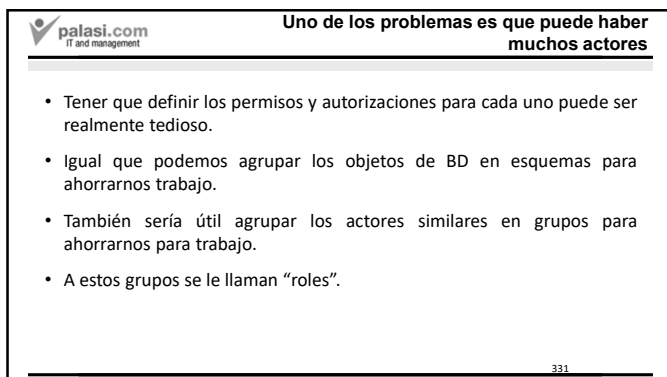 palasi.com
IT and management
Uno de los problemas es que puede haber
muchos actores
• Tener que definir los permisos y autorizaciones para cada uno puede ser
realmente tedioso.
• Igual que podemos agrupar los objetos de BD en esquemas para
ahorrarnos trabajo.
• También sería útil agrupar los actores similares en grupos para
ahorrarnos para trabajo.
• A estos grupos se le llaman “roles”.
331